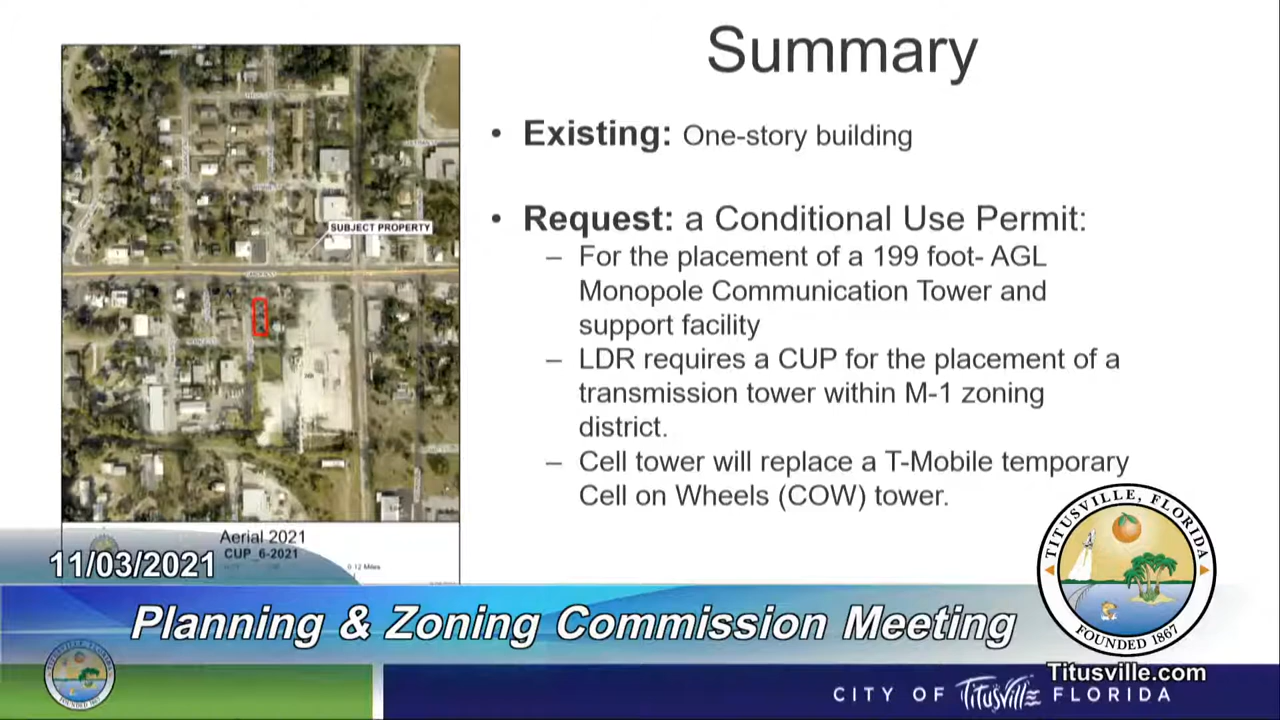 Summary
SUBJECT PROPERTY
• Existing: One-story building
• Request: a Conditional Use Permit:
– For the placement of a 199 foot- AGL
Monopole Communication Tower and
support facility
– LDR requires a CUP for the placement of a
transmission tower within M-1 zoning
district.
– Cell tower will replace a T-Mobile temporary
Cell on Wheels (COW) tower.
Aerial 2021
CUP_6-2021
0.12 Miles
11/03/2021
Planning & Zoning Commission Meeting
TITUSVILLE, FLORIDA
FOUNDED 1867
Titusville.com
CITY OF Titusville FLORIDA